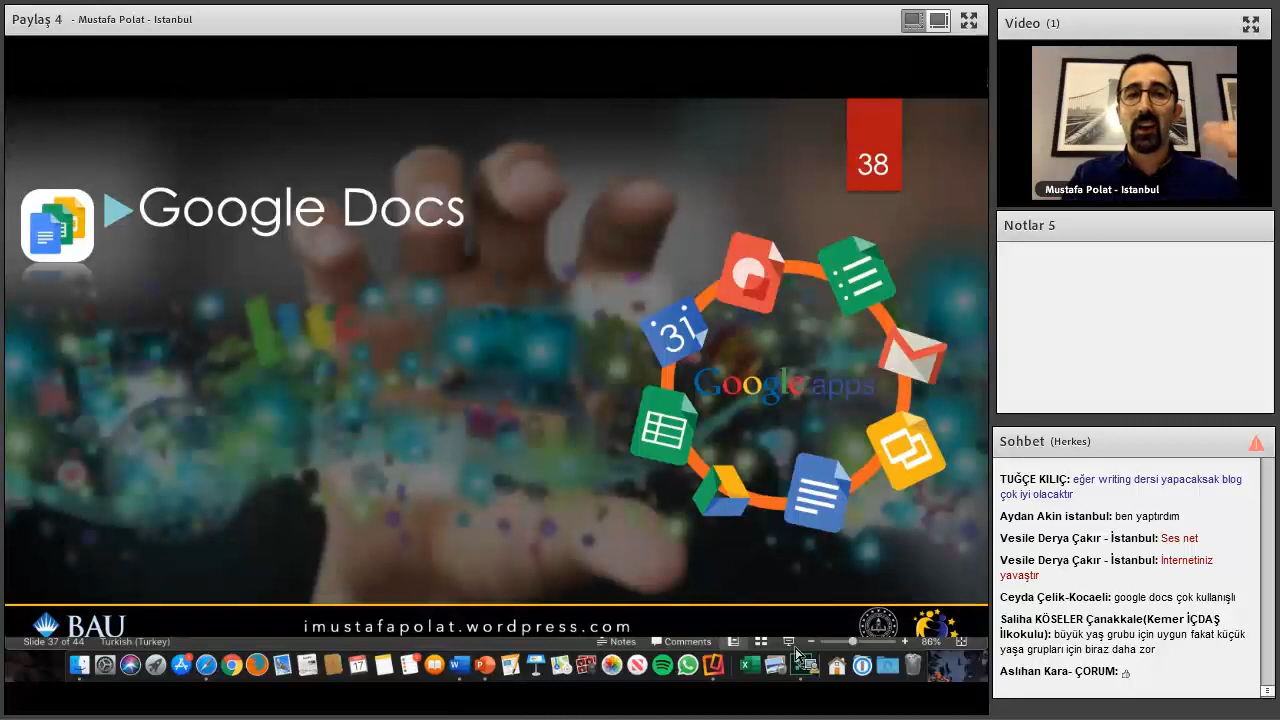 Paylaş 4 - Mustafa Polat - Istanbul
Google Docs
38
31
Google apps
BAU
imustafapolat.wordpress.com
Slide 37 of 44 Turkish (Turkey) Notes Comments 86%
17
Video (1)
Mustafa Polat - Istanbul
Notlar 5
Sohbet (Herkes)
TUĞÇE KILIÇ: eğer writing dersi yapacaksak blog
çok iyi olacaktır
Aydan Akin istanbul: ben yaptırdım
Vesile Derya Çakır - İstanbul: Ses net
Vesile Derya Çakır - İstanbul: İnternetiniz
yavaştır
Ceyda Çelik-Kocaeli: google docs çok kullanışlı
Saliha KÖSELER Çanakkale(Kemer İÇDAŞ
İlkokulu): büyük yaş grubu için uygun fakat küçük
yaşa grupları için biraz daha zor
Aslıhan Kara- ÇORUM: